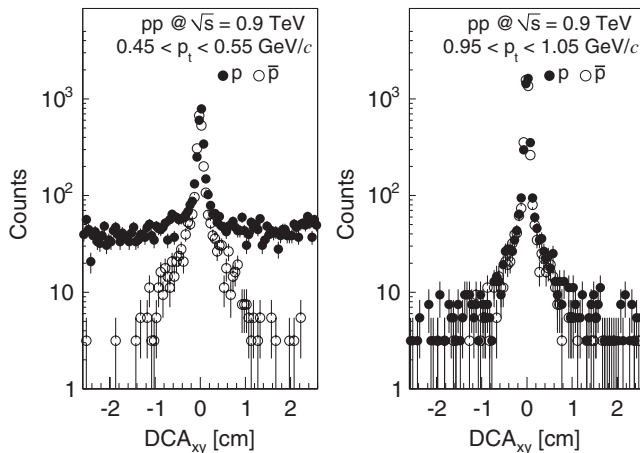 pp @ √s = 0.9 TeV
0.45 < pₜ < 0.55 GeV/c
● p ○ p̅
Counts
10³
10²
10
1
-2 -1 0 1 2
DCAxy [cm]
pp @ √s = 0.9 TeV
0.95 < pₜ < 1.05 GeV/c
● p ○ p̅
Counts
10³
10²
10
1
-2 -1 0 1 2
DCAxy [cm]